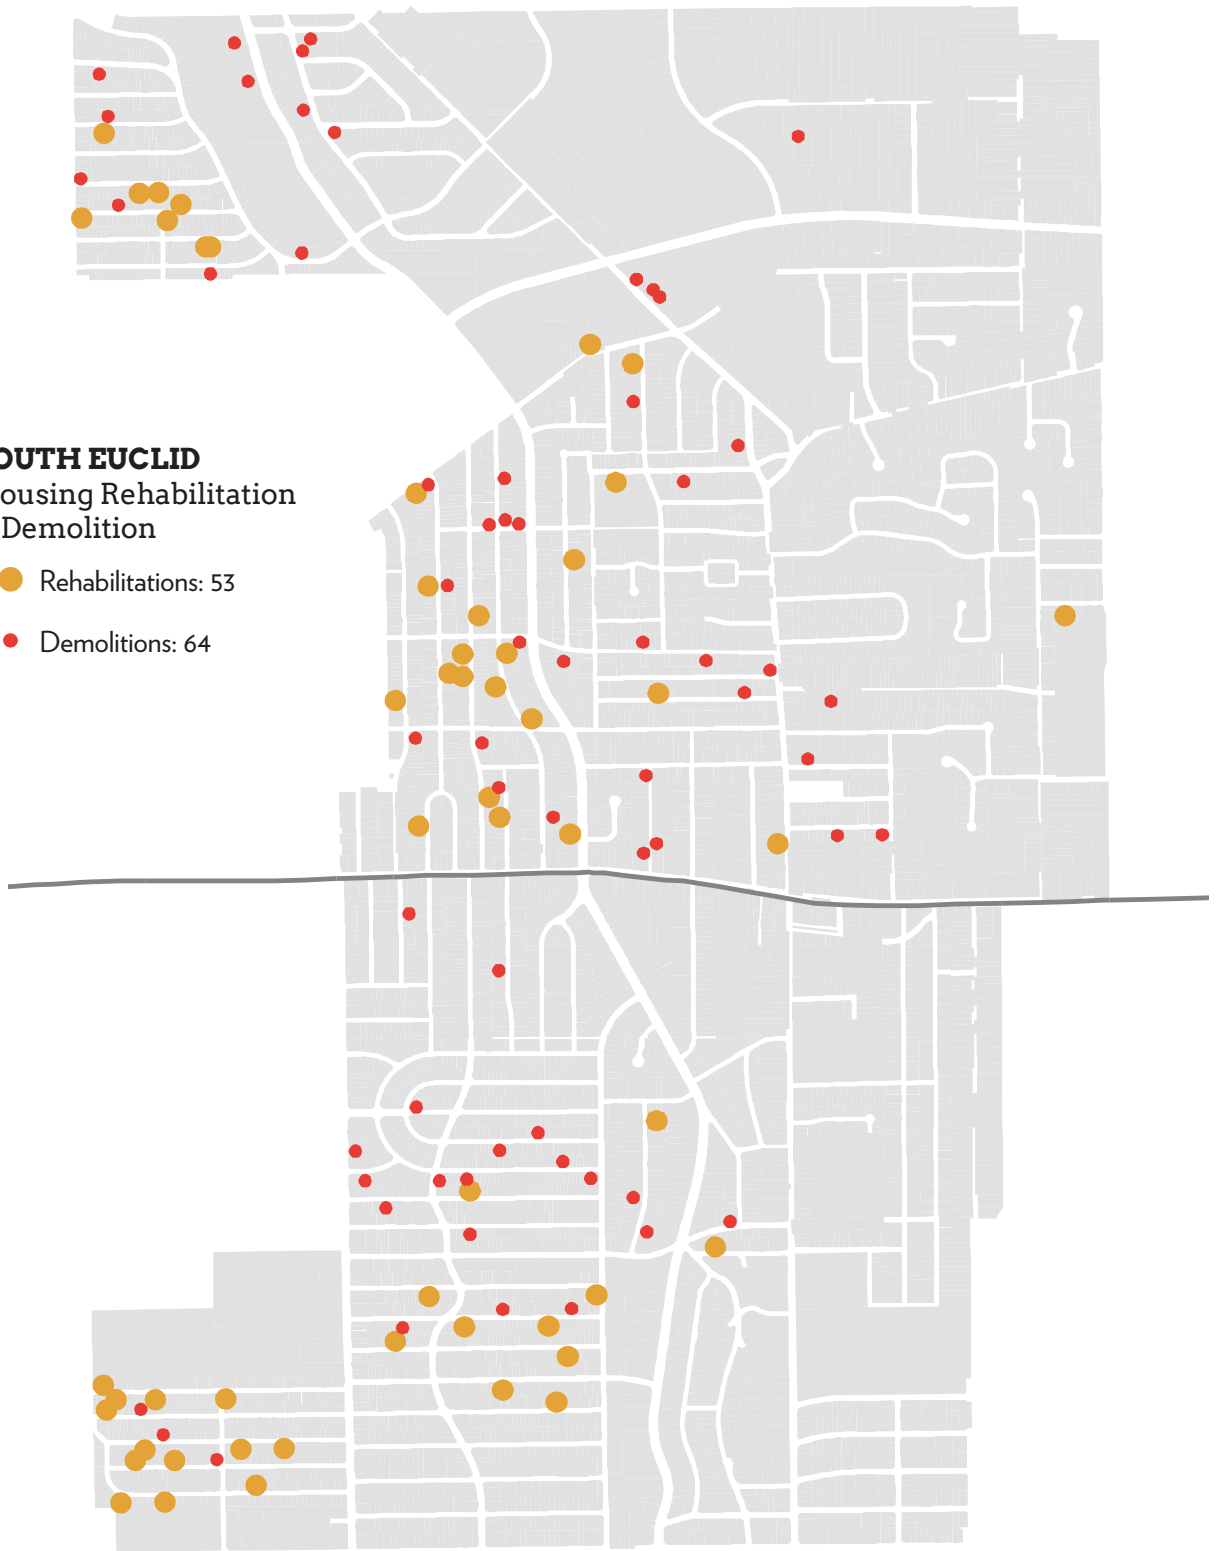 OUTH EUCLID
ousing Rehabilitation
Demolition
Rehabilitations: 53
Demolitions: 64